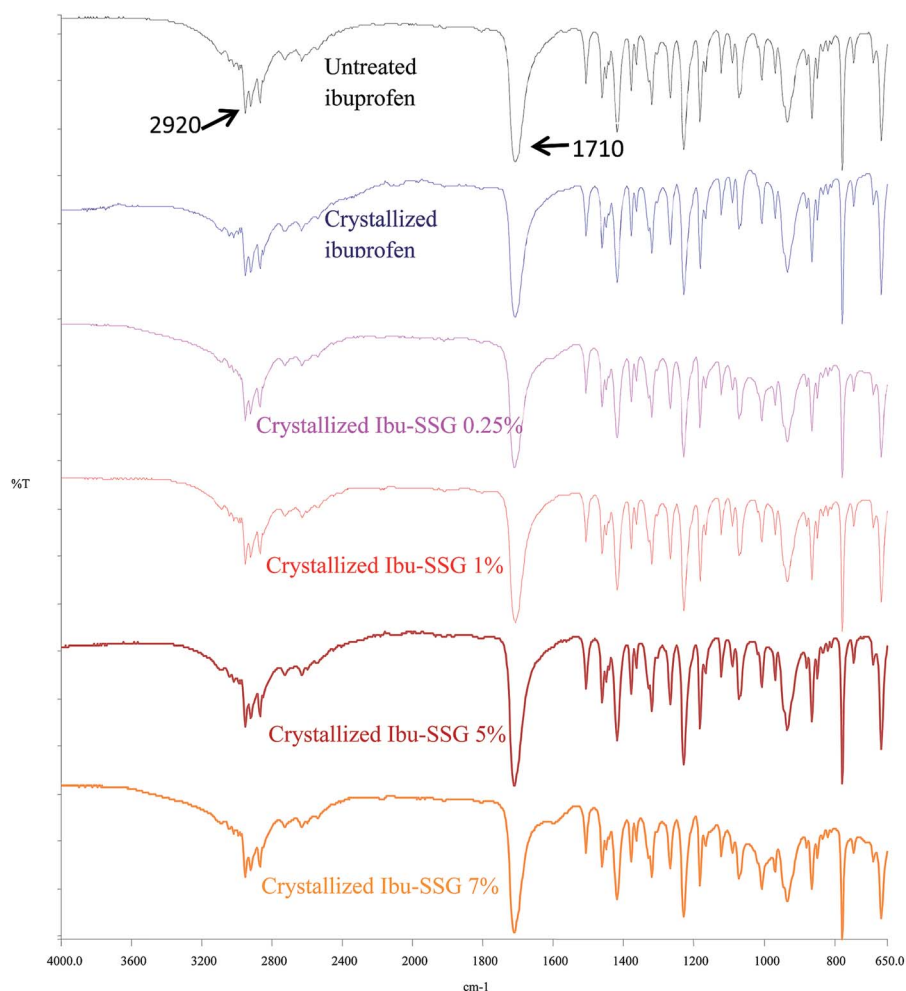 Untreated
ibuprofen
2920
1710
Crystallized
ibuprofen
Crystallized Ibu-SSG 0.25%
%T
Crystallized Ibu-SSG 1%
Crystallized Ibu-SSG 5%
Crystallized Ibu-SSG 7%
4000.0 3600 3200 2800 2400 2000 1800 1600 1400 1200 1000 800 650.0
cm-1